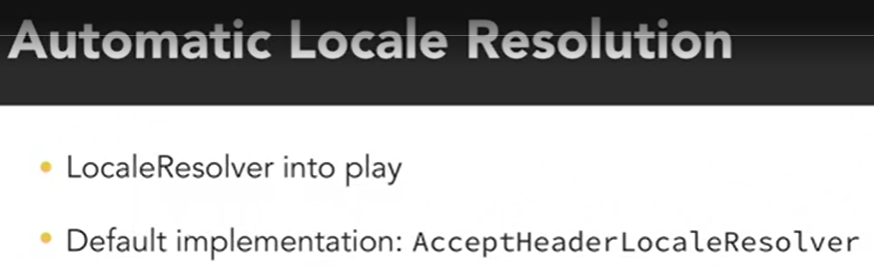 Automatic Locale Resolution
LocaleResolver into play
Default implementation: AcceptHeaderLocaleResolver